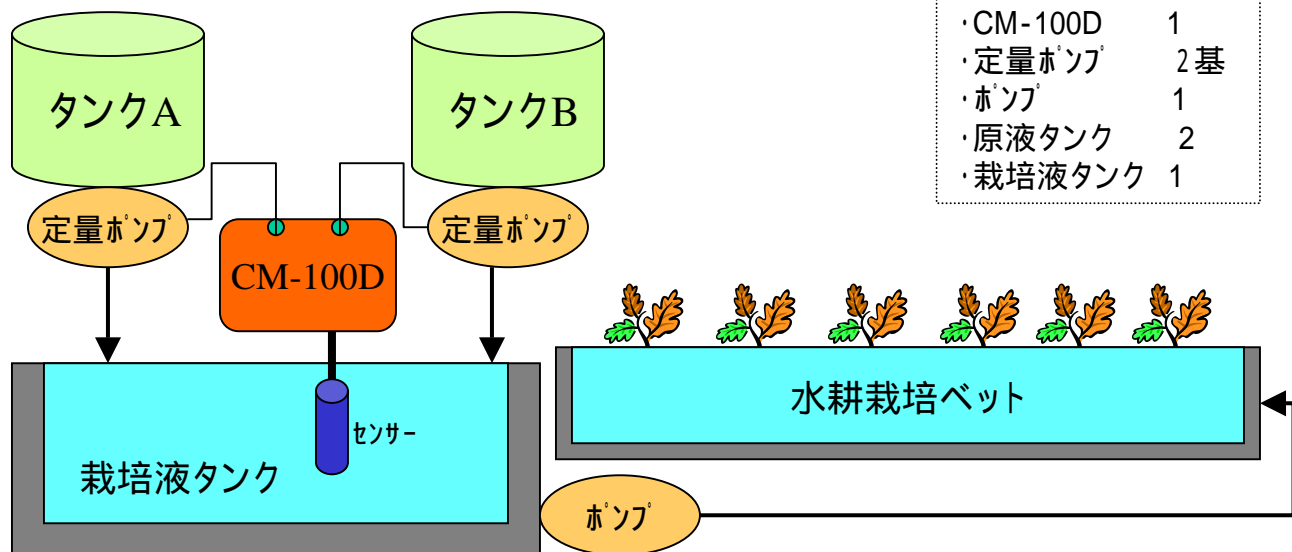 タンクA
タンクB
・CM-100D 1
・定量ﾎﾟﾝﾌﾟ 2基
・ﾎﾟﾝﾌﾟ 1
・原液タンク 2
・栽培液タンク 1
定量ﾎﾟﾝﾌﾟ
定量ﾎﾟﾝﾌﾟ
CM-100D
水耕栽培ベット
センサー
栽培液タンク
ﾎﾟﾝﾌﾟ